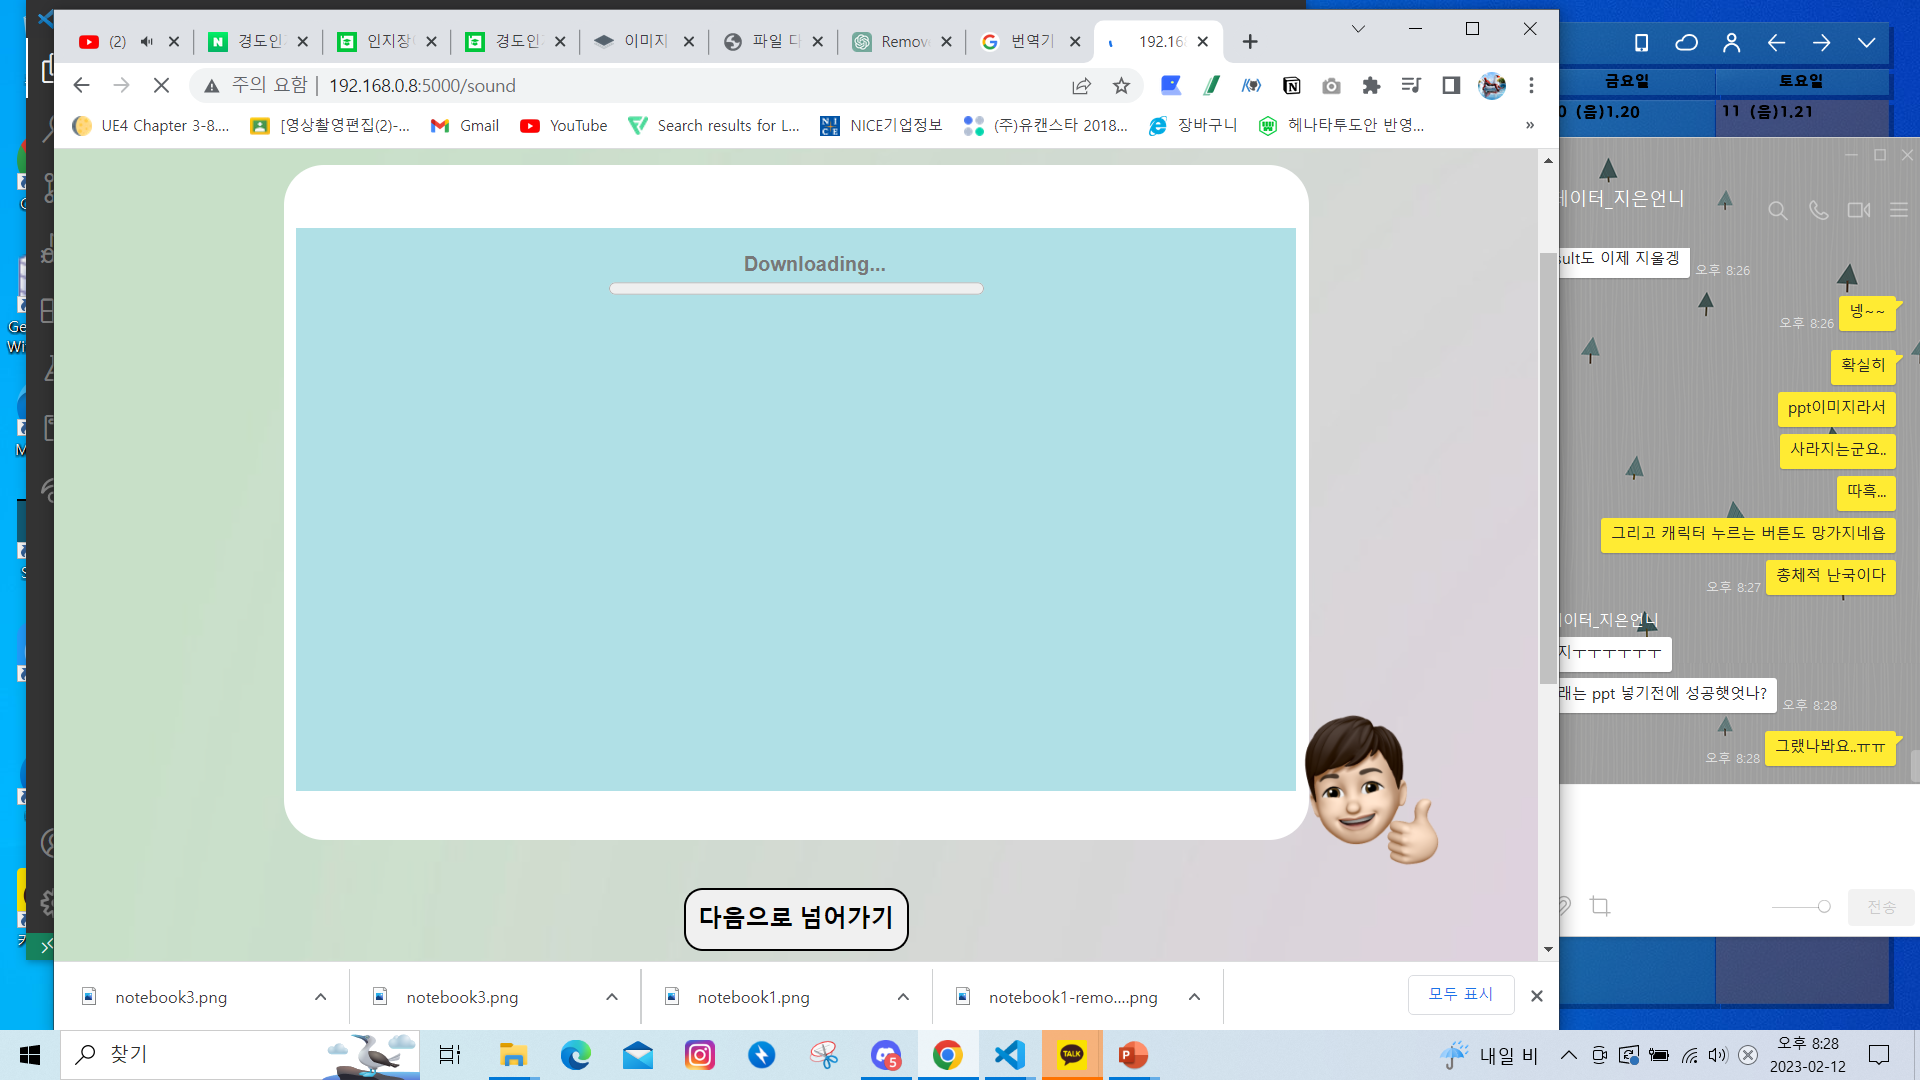 (2)
경도인
인지장
경도인
이미지
파일 다
Remov
번역기
192.16
주의 요함
192.168.0.8:5000/sound
UE4 Chapter 3-8....
[영상촬영편집(2)-...
Gmail
YouTube
Search results for L...
NICE기업정보
(주)유캔스타 2018...
장바구니
헤나타투도안 반영...
»
Downloading...
다음으로 넘어가기
notebook3.png
notebook3.png
notebook1.png
notebook1-remo....png
모두 표시
금요일
토요일
0 (음)1.20
11 (음)1.21
데이터_지은언니
sult도 이제 지울겡
오후 8:26
넹~~
오후 8:26
확실히
ppt이미지라서
사라지는군요..
따흑...
그리고 캐릭터 누르는 버튼도 망가지네욥
총체적 난국이다
오후 8:27
이터_지은언니
지ㅜㅜㅜㅜㅜㅜ
래는 ppt 넣기전에 성공햇엇나?
오후 8:28
그랬나봐요..ㅠㅠ
오후 8:28
전송
찾기
5
TALK
내일 비
오후 8:28
2023-02-12